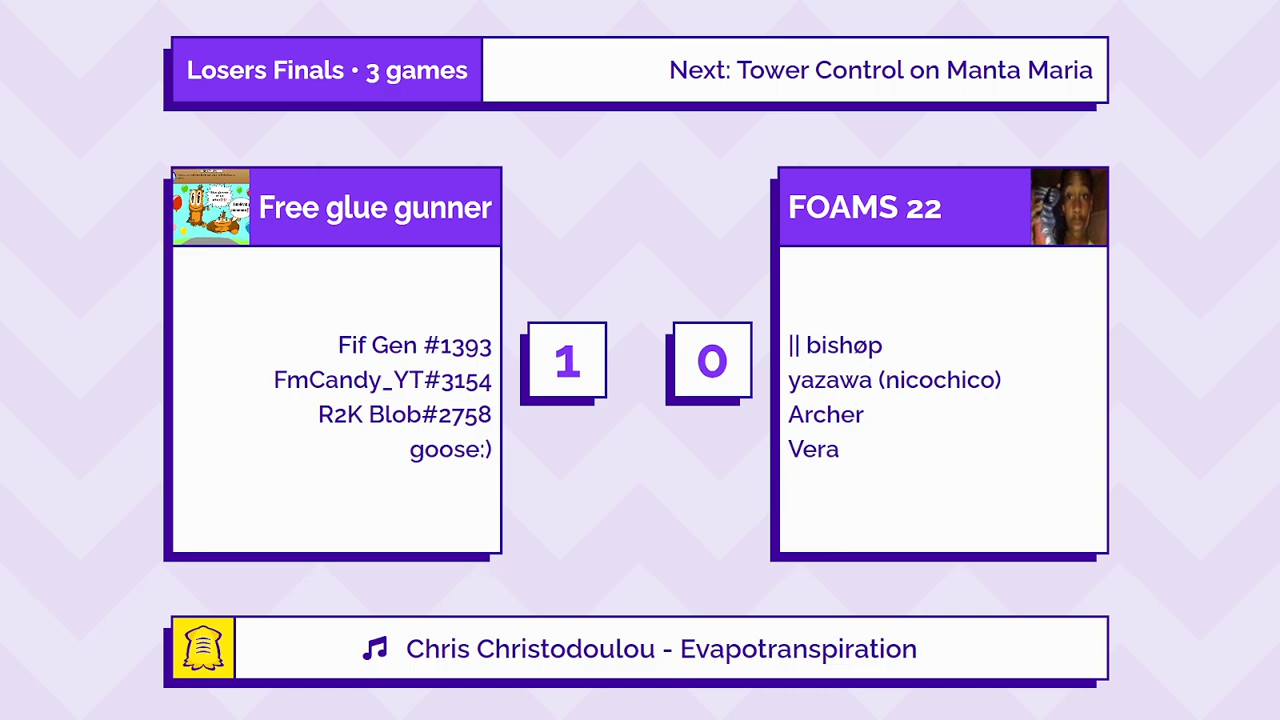 Losers Finals • 3 games
Next: Tower Control on Manta Maria
Free glue gunner
FOAMS 22
Fif Gen #1393
FmCandy_YT#3154
R2K Blob#2758
goose:)
1
0
|| bishøp
yazawa (nicochico)
Archer
Vera
Chris Christodoulou - Evapotranspiration